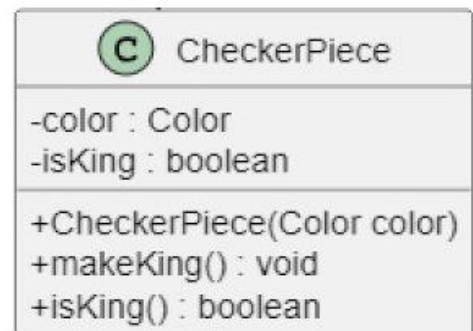 C CheckerPiece
-color : Color
-isKing : boolean
+CheckerPiece(Color color)
+makeKing() : void
+isKing() : boolean